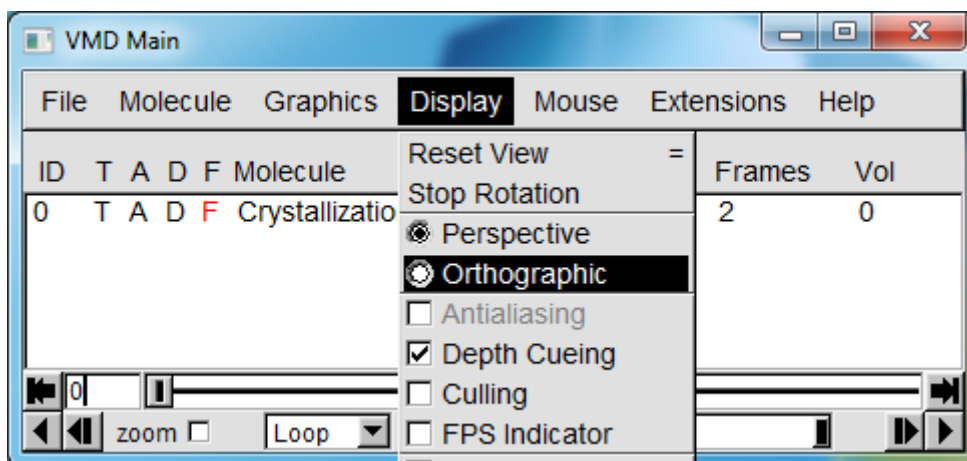 VMD Main
File Molecule Graphics Display Mouse Extensions Help
ID T A D F Molecule Frames Vol
0 T A D F Crystallizatio 2 0
Reset View =
Stop Rotation
Perspective
Orthographic
Antialiasing
Depth Cueing
Culling
FPS Indicator
0
zoom Loop